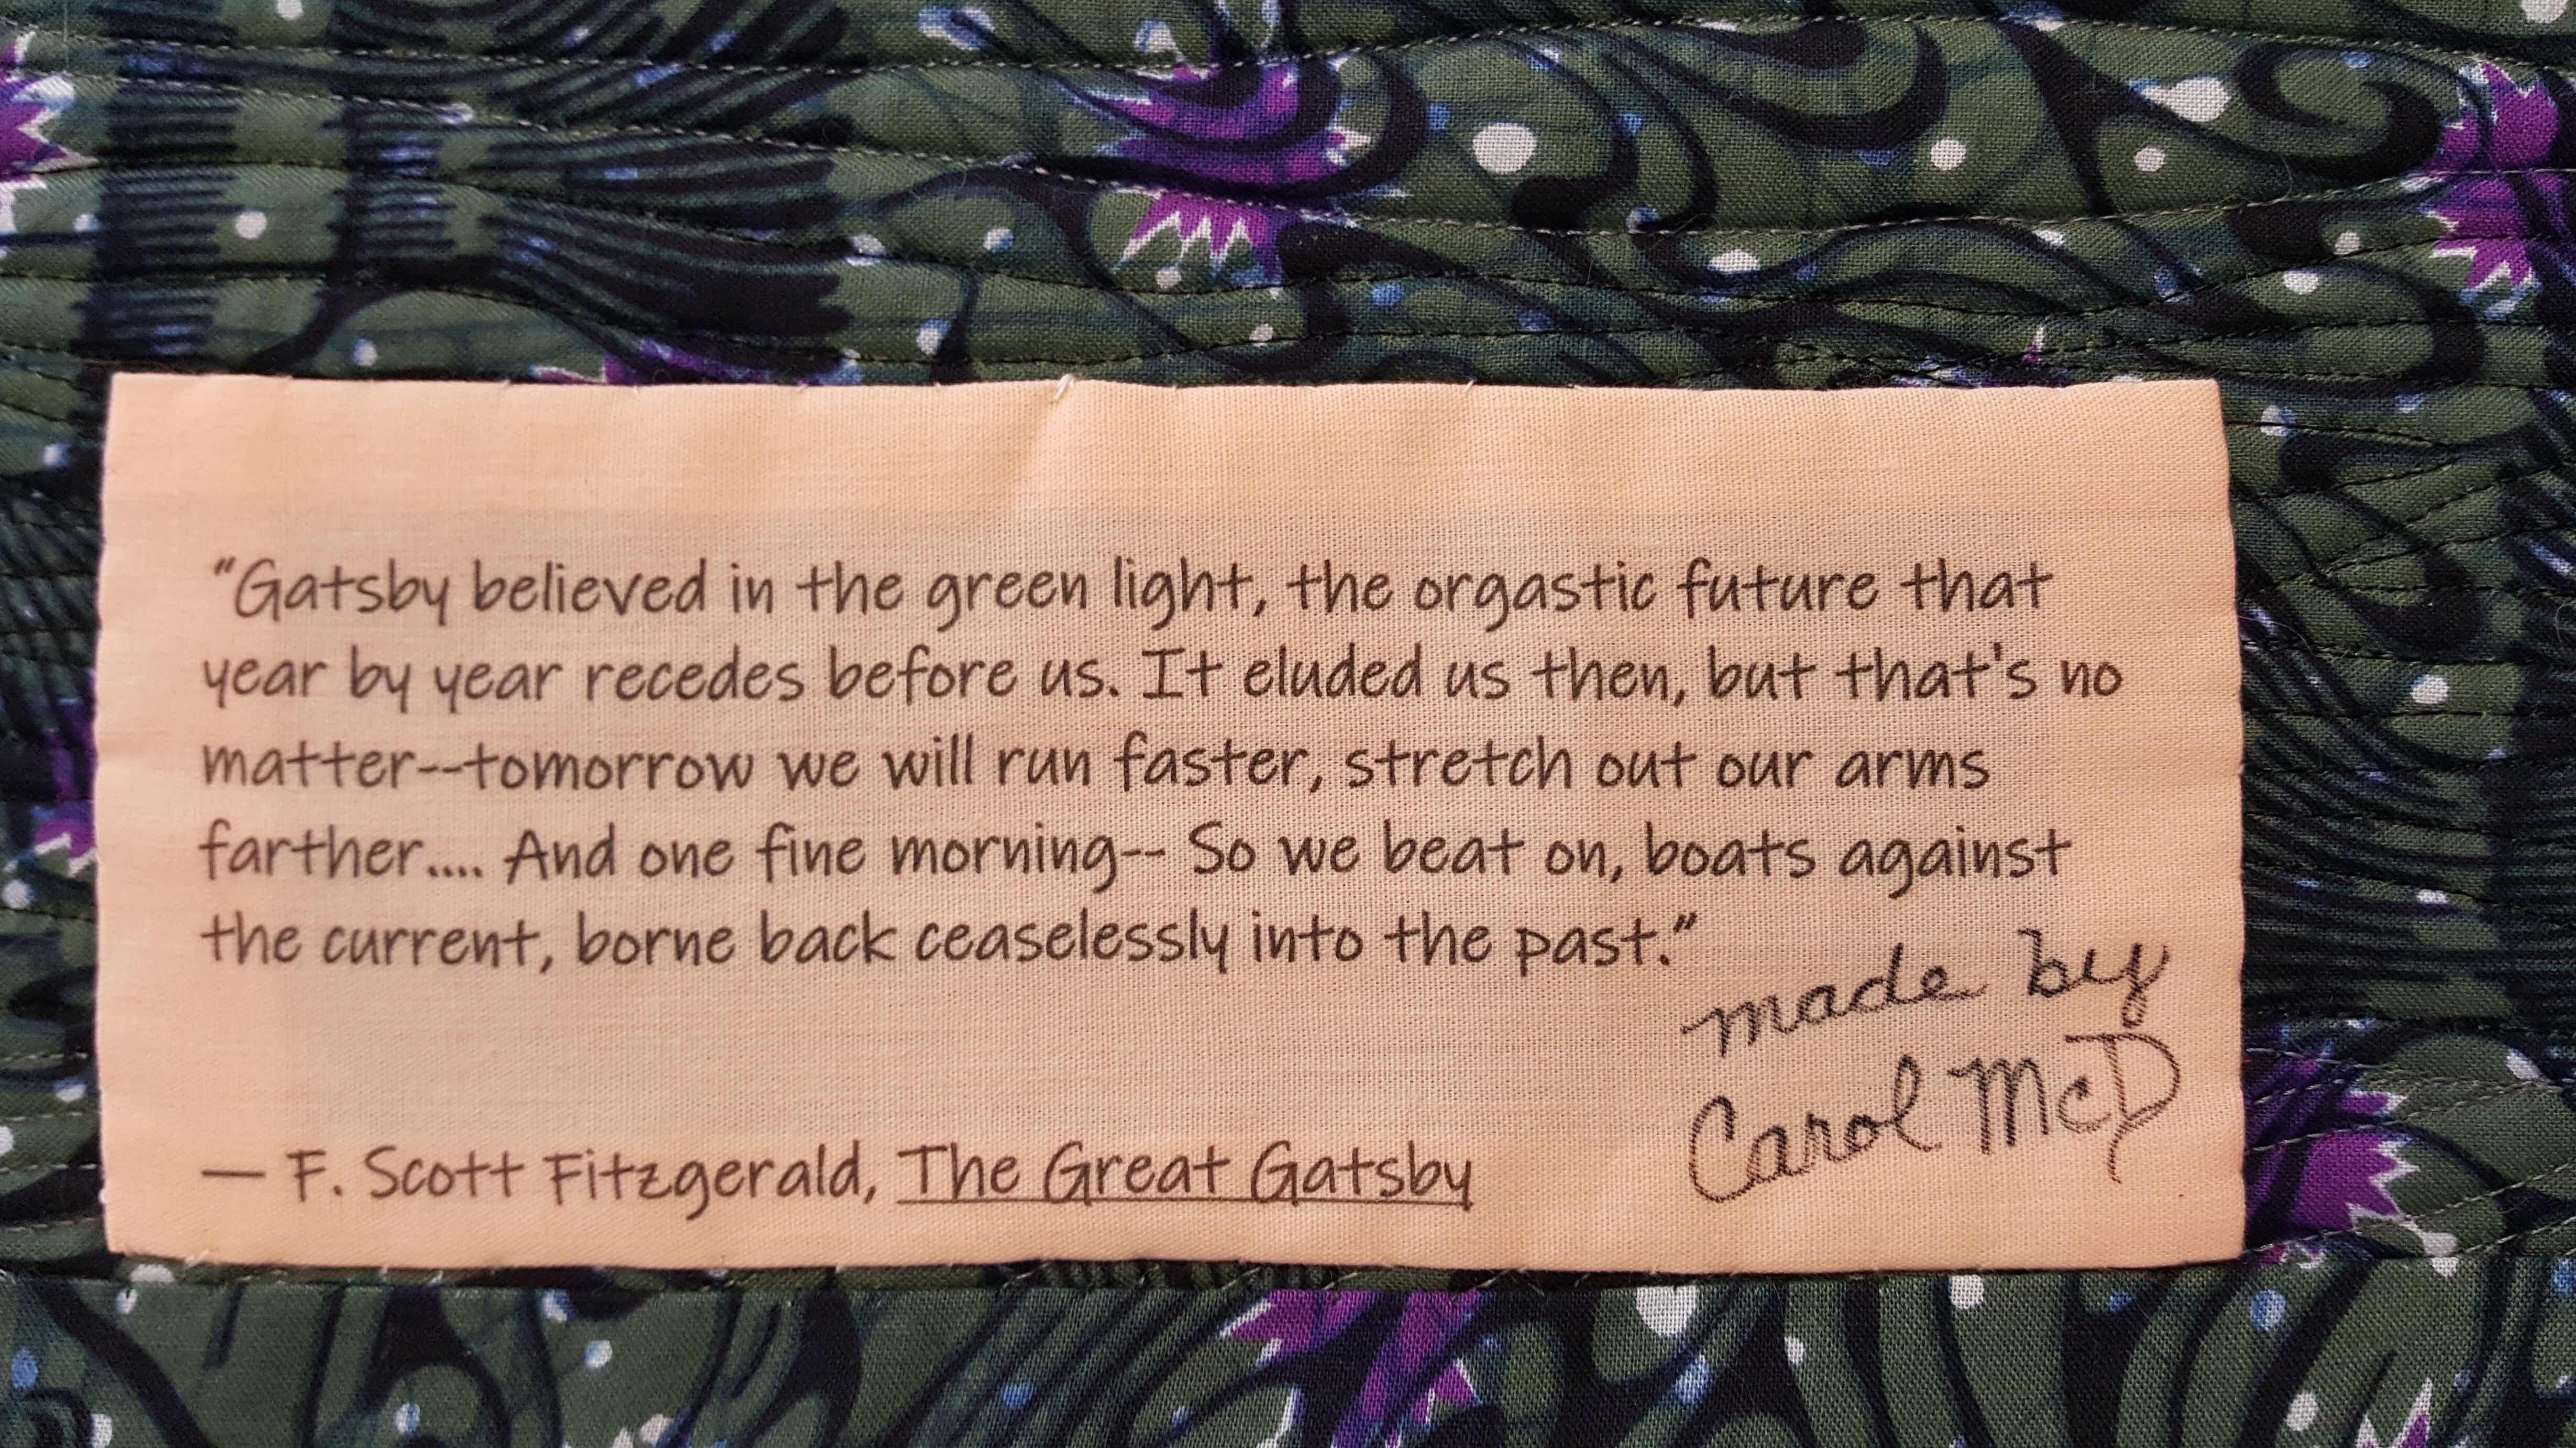 "Gatsby believed in the green light, the orgastic future that
year by year recedes before us. It eluded us then, but that's no
matter--tomorrow we will run faster, stretch out our arms
farther.... And one fine morning-- So we beat on, boats against
the current, borne back ceaselessly into the past."
made by
Carol McD
— F. Scott Fitzgerald, The Great Gatsby